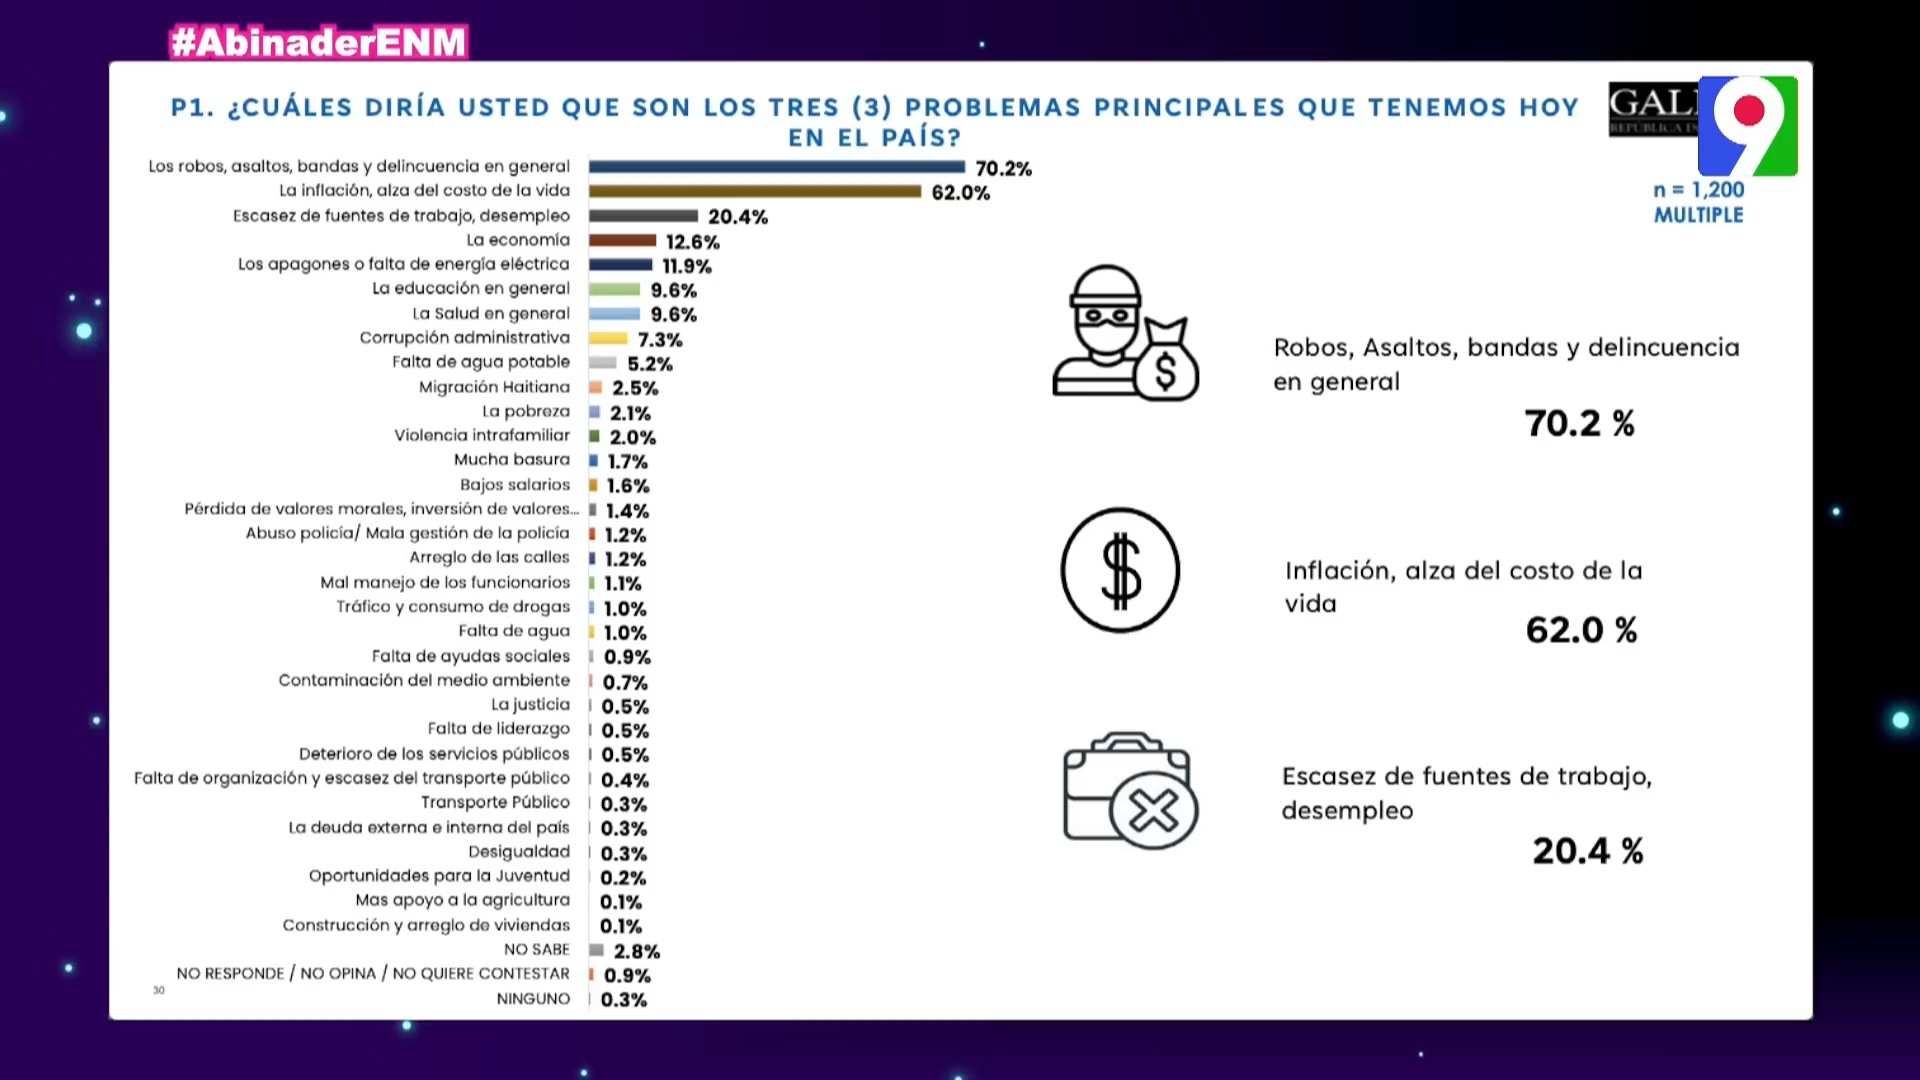 #AbinaderENM
P1. ¿CUÁLES DIRÍA USTED QUE SON LOS TRES (3) PROBLEMAS PRINCIPALES QUE TENEMOS HOY
EN EL PAÍS?
n = 1,200
MULTIPLE
Los robos, asaltos, bandas y delincuencia en general 70.2%
La inflación, alza del costo de la vida 62.0%
Escasez de fuentes de trabajo, desempleo 20.4%
La economía 12.6%
Los apagones o falta de energía eléctrica 11.9%
La educación en general 9.6%
La Salud en general 9.6%
Corrupción administrativa 7.3%
Falta de agua potable 5.2%
Migración Haitiana 2.5%
La pobreza 2.1%
Violencia intrafamiliar 2.0%
Mucha basura 1.7%
Bajos salarios 1.6%
Pérdida de valores morales, inversión de valores... 1.4%
Abuso policía/ Mala gestión de la policía 1.2%
Arreglo de las calles 1.2%
Mal manejo de los funcionarios 1.1%
Tráfico y consumo de drogas 1.0%
Falta de agua 1.0%
Falta de ayudas sociales 0.9%
Contaminación del medio ambiente 0.7%
La justicia 0.5%
Falta de liderazgo 0.5%
Deterioro de los servicios públicos 0.5%
Falta de organización y escasez del transporte público 0.4%
Transporte Público 0.3%
La deuda externa e interna del país 0.3%
Desigualdad 0.3%
Oportunidades para la Juventud 0.2%
Mas apoyo a la agricultura 0.1%
Construcción y arreglo de viviendas 0.1%
NO SABE 2.8%
NO RESPONDE / NO OPINA / NO QUIERE CONTESTAR 0.9%
30
NINGUNO 0.3%
Robos, Asaltos, bandas y delincuencia
en general
70.2 %
$
Inflación, alza del costo de la
vida
62.0 %
$
Escasez de fuentes de trabajo,
desempleo
20.4 %
9